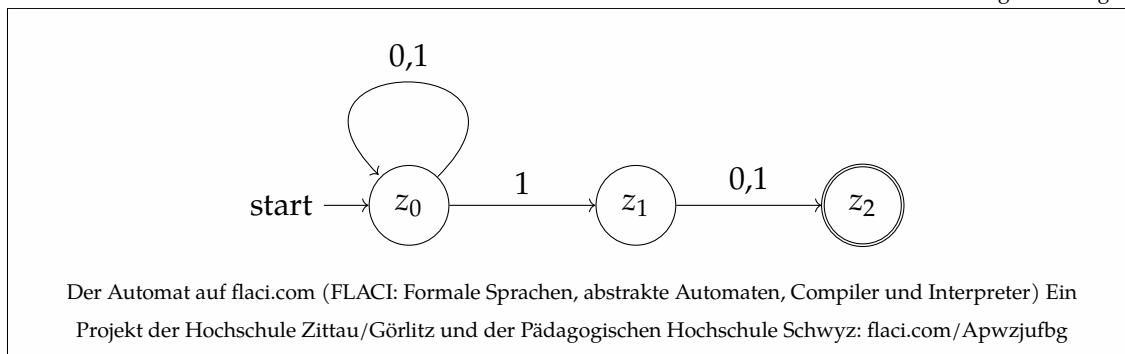 0,1
start z0 1 z1 0,1 z2
Der Automat auf flaci.com (FLACI: Formale Sprachen, abstrakte Automaten, Compiler und Interpreter) Ein
Projekt der Hochschule Zittau/Görlitz und der Pädagogischen Hochschule Schwyz: flaci.com/Apwzjufbg